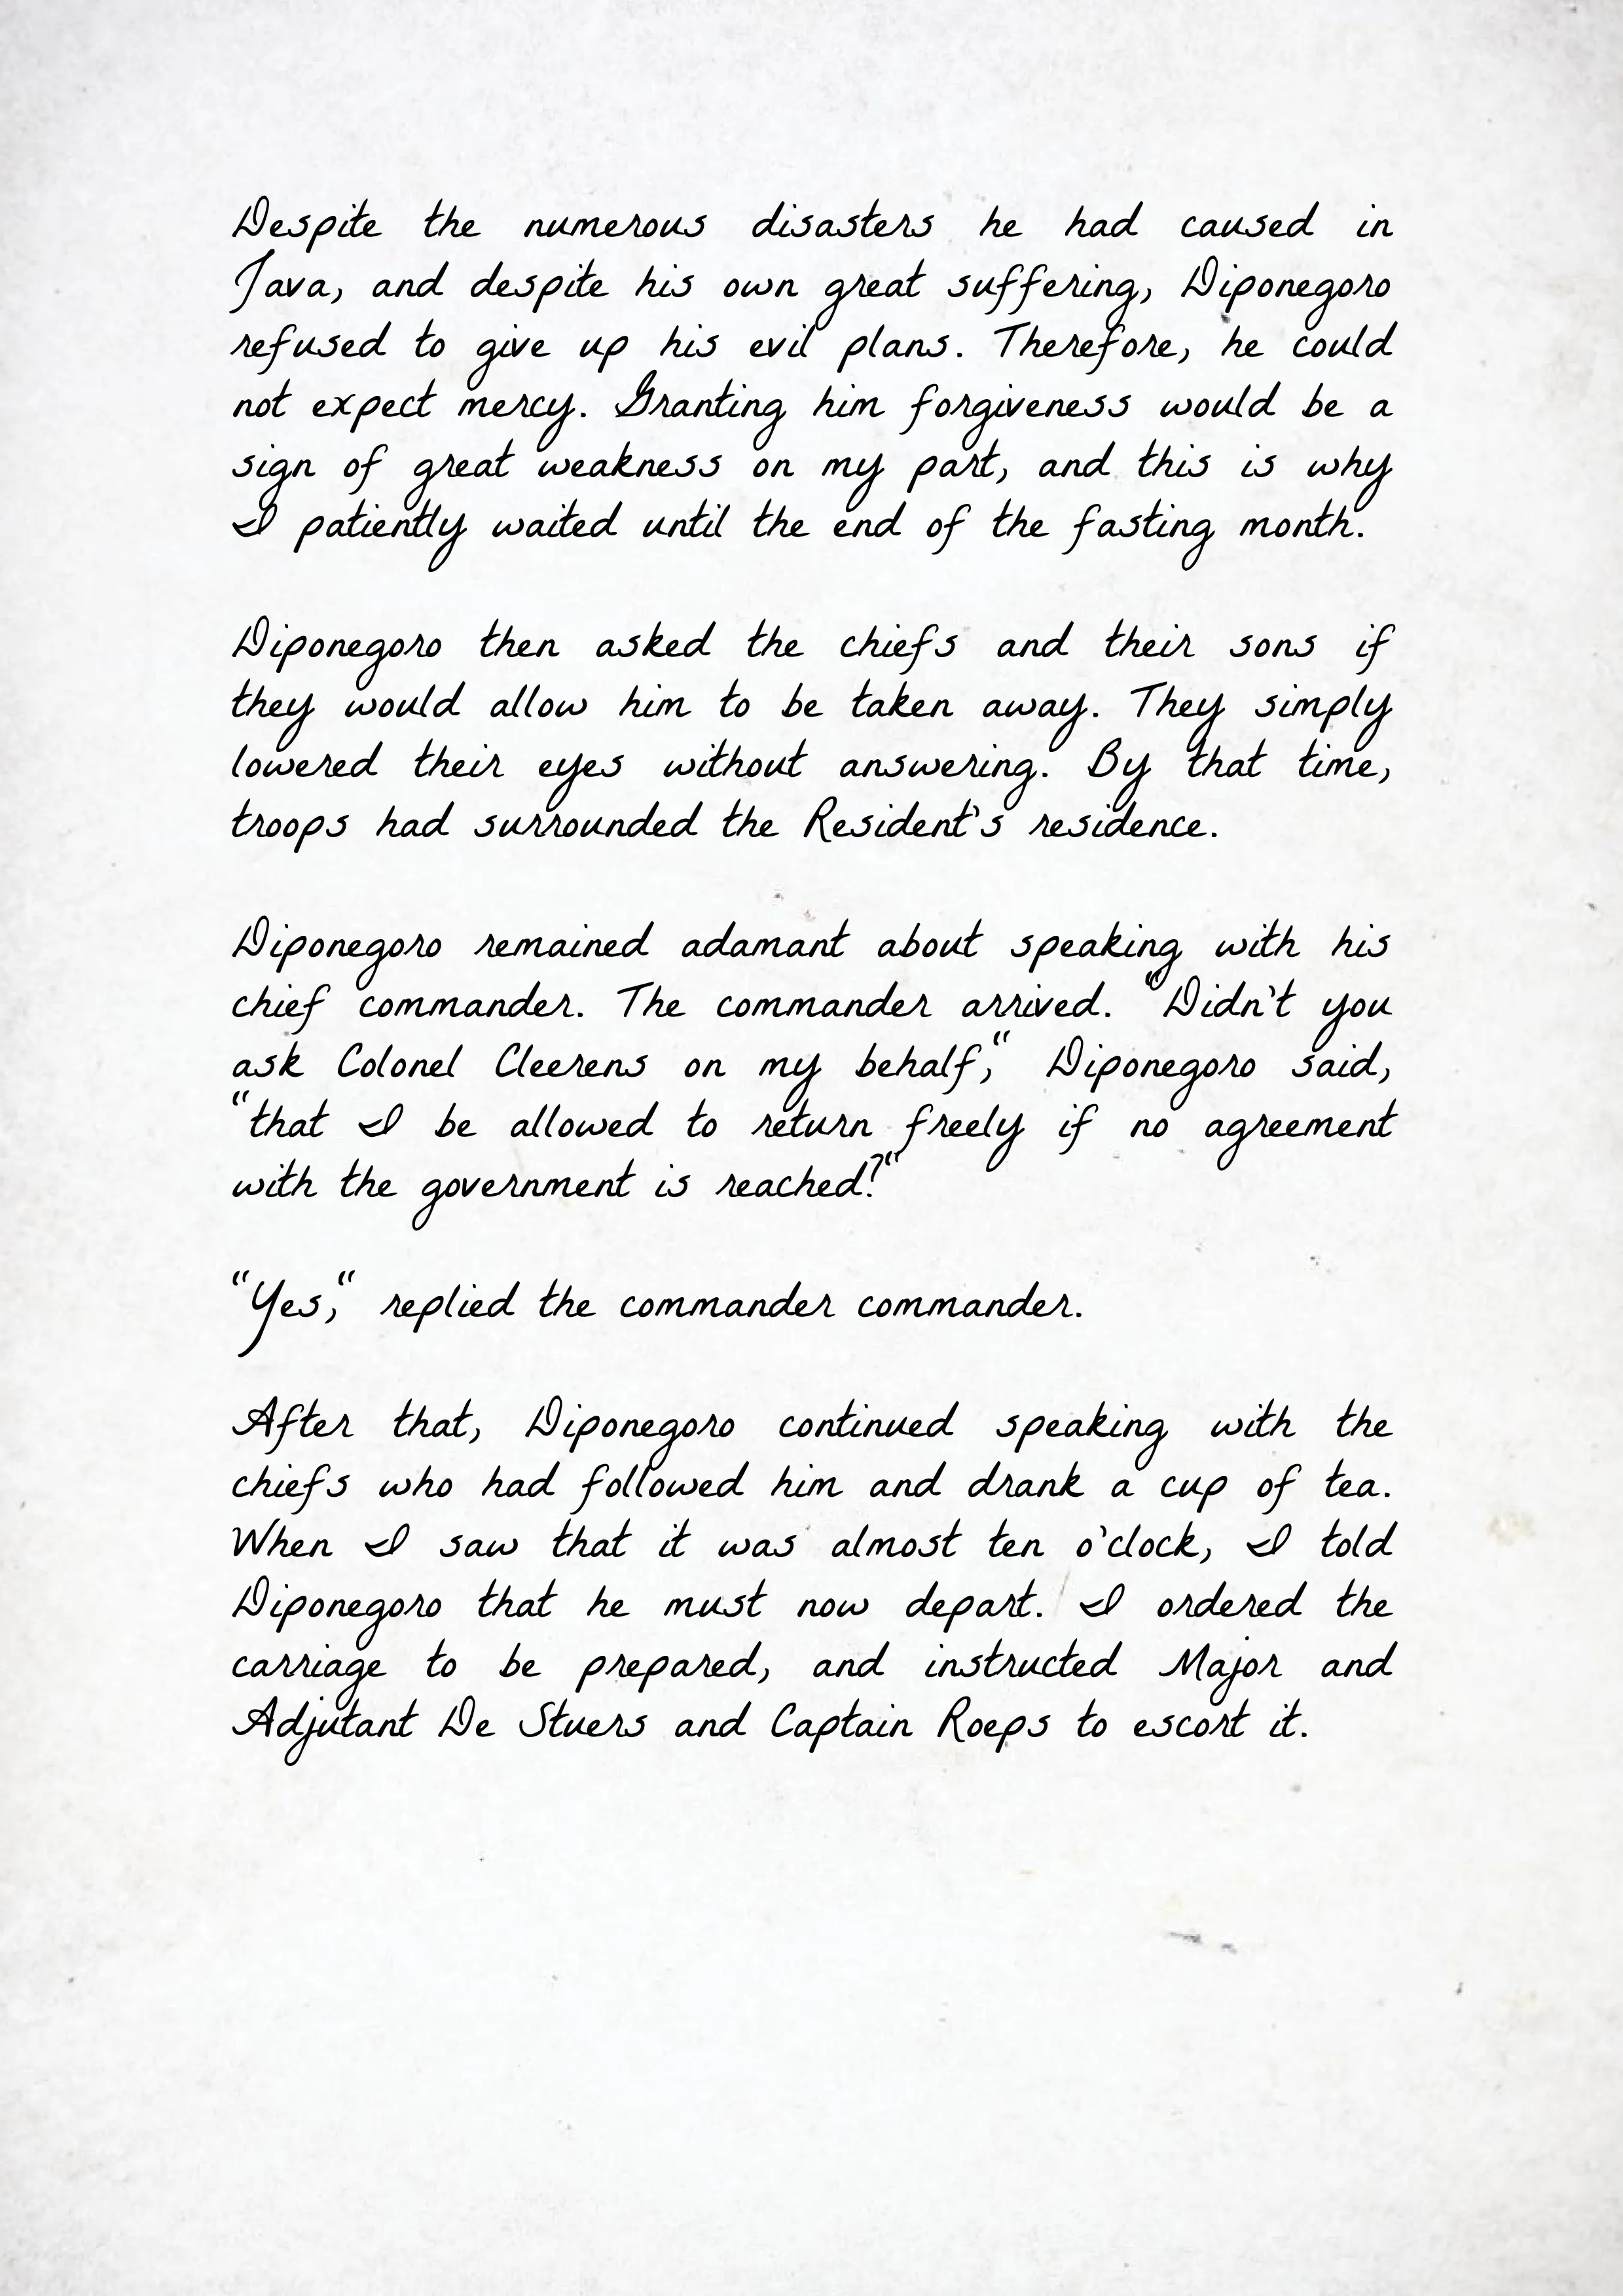 Despite the numerous disasters he had caused in
Java, and despite his own great suffering, Diponegoro
refused to give up his evil plans. Therefore, he could
not expect mercy. Granting him forgiveness would be a
sign of great weakness on my part, and this is why
I patiently waited until the end of the fasting month.
Diponegoro then asked the chiefs and their sons if
they would allow him to be taken away. They simply
lowered their eyes without answering. By that time,
troops had surrounded the Resident's residence.
Diponegoro remained adamant about speaking with his
chief commander. The commander arrived. "Didn't you
ask Colonel Cleerens on my behalf," Diponegoro said,
"that I be allowed to return freely if no agreement
with the government is reached?"
"Yes," replied the commander commander.
After that, Diponegoro continued speaking with the
chiefs who had followed him and drank a cup of tea.
When I saw that it was almost ten o'clock, I told
Diponegoro that he must now depart. I ordered the
carriage to be prepared, and instructed Major and
Adjutant De Stuers and Captain Roeps to escort it.